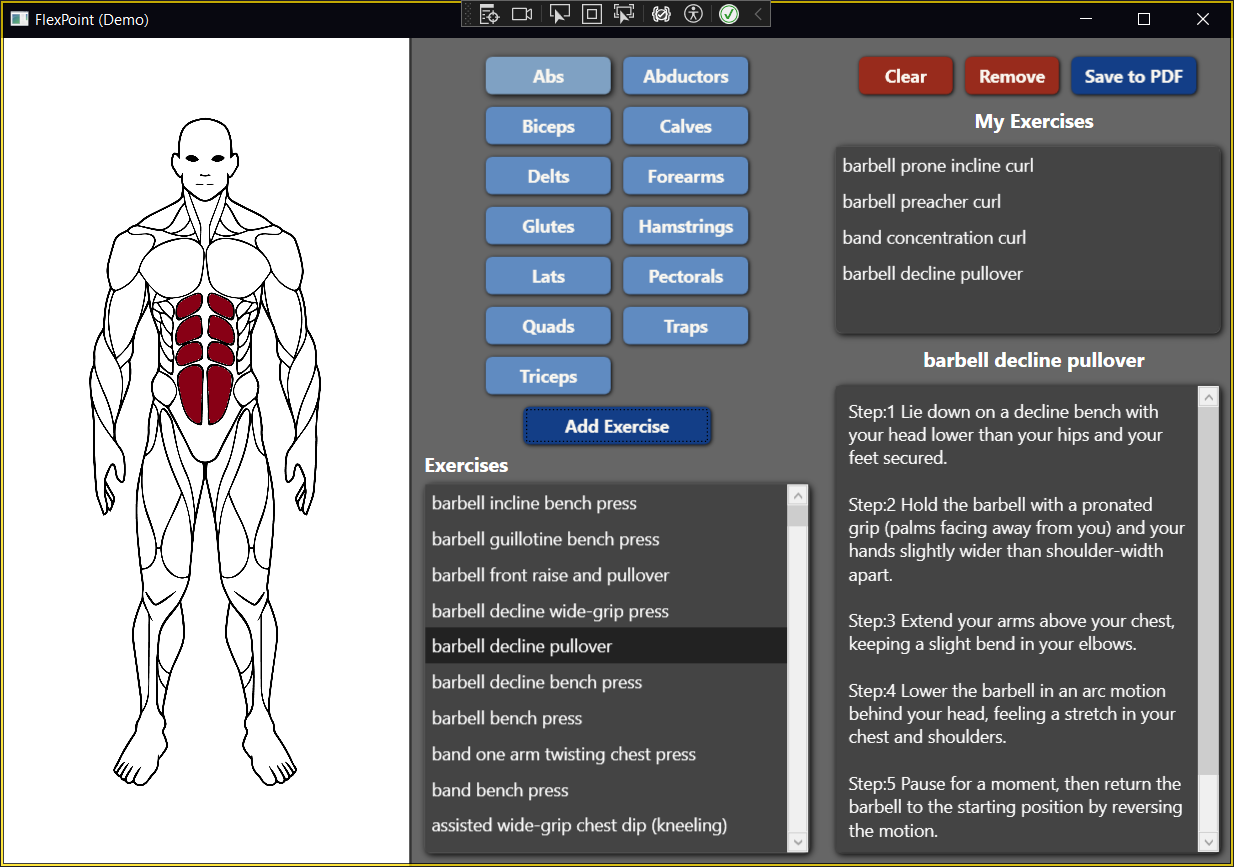 FlexPoint (Demo)
Abs
Abductors
Biceps
Calves
Delts
Forearms
Glutes
Hamstrings
Lats
Pectorals
Quads
Traps
Triceps
Add Exercise
Exercises
barbell incline bench press
barbell guillotine bench press
barbell front raise and pullover
barbell decline wide-grip press
barbell decline pullover
barbell decline bench press
barbell bench press
band one arm twisting chest press
band bench press
assisted wide-grip chest dip (kneeling)
Clear
Remove
Save to PDF
My Exercises
barbell prone incline curl
barbell preacher curl
band concentration curl
barbell decline pullover
barbell decline pullover
Step:1 Lie down on a decline bench with
your head lower than your hips and your
feet secured.
Step:2 Hold the barbell with a pronated
grip (palms facing away from you) and your
hands slightly wider than shoulder-width
apart.
Step:3 Extend your arms above your chest,
keeping a slight bend in your elbows.
Step:4 Lower the barbell in an arc motion
behind your head, feeling a stretch in your
chest and shoulders.
Step:5 Pause for a moment, then return the
barbell to the starting position by reversing
the motion.